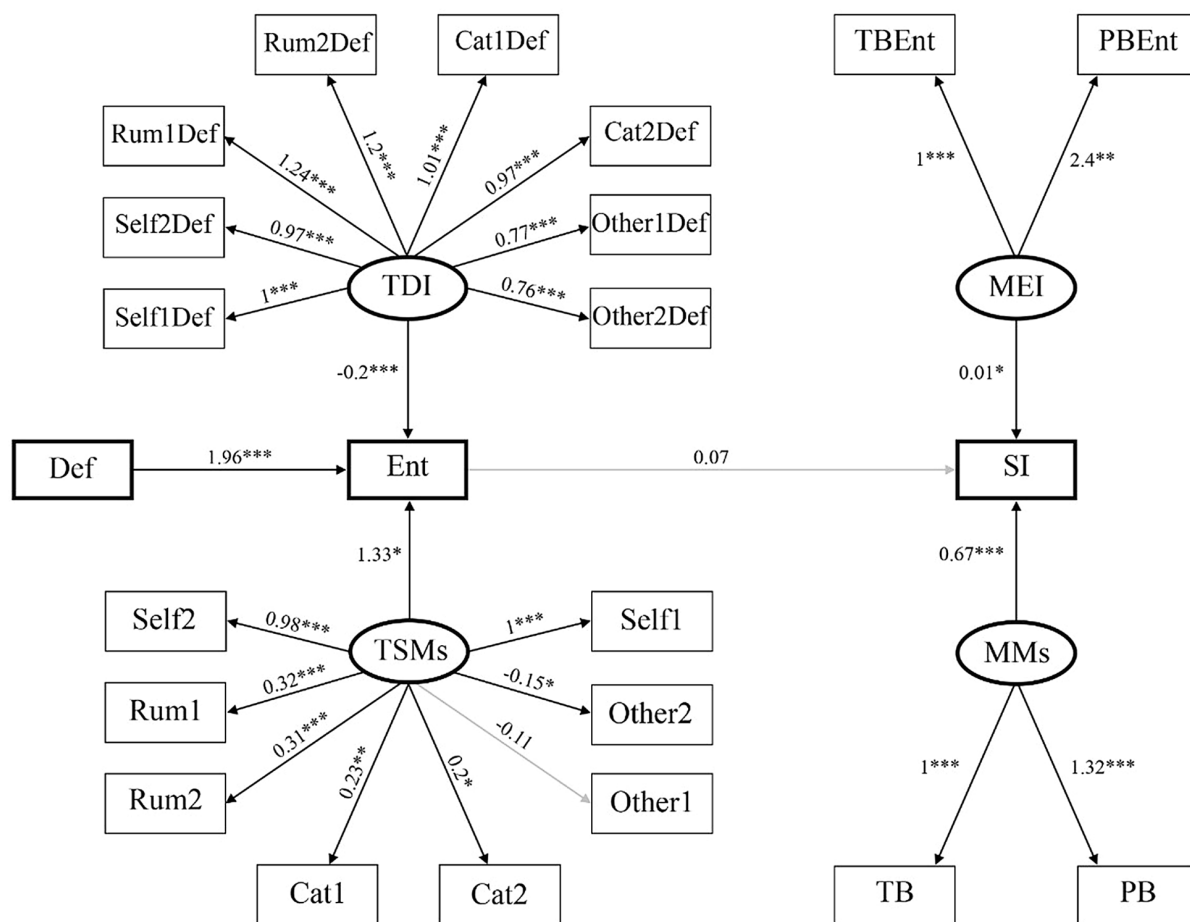 Rum2Def
Cat1Def
TBEnt
PBEnt
Rum1Def
Cat2Def
1.2***
1.01***
1.24***
0.97***
1***
2.4**
Self2Def
Other1Def
0.97***
0.77***
TDI
MEI
Self1Def
Other2Def
1***
0.76***
-0.2***
0.01*
Def
1.96***
Ent
0.07
SI
1.33*
0.67***
Self2
0.98***
TSMs
1***
Self1
MMs
Rum1
0.32***
-0.15*
Other2
0.31***
-0.11
Rum2
0.23**
0.2*
Other1
1***
1.32***
Cat1
Cat2
TB
PB